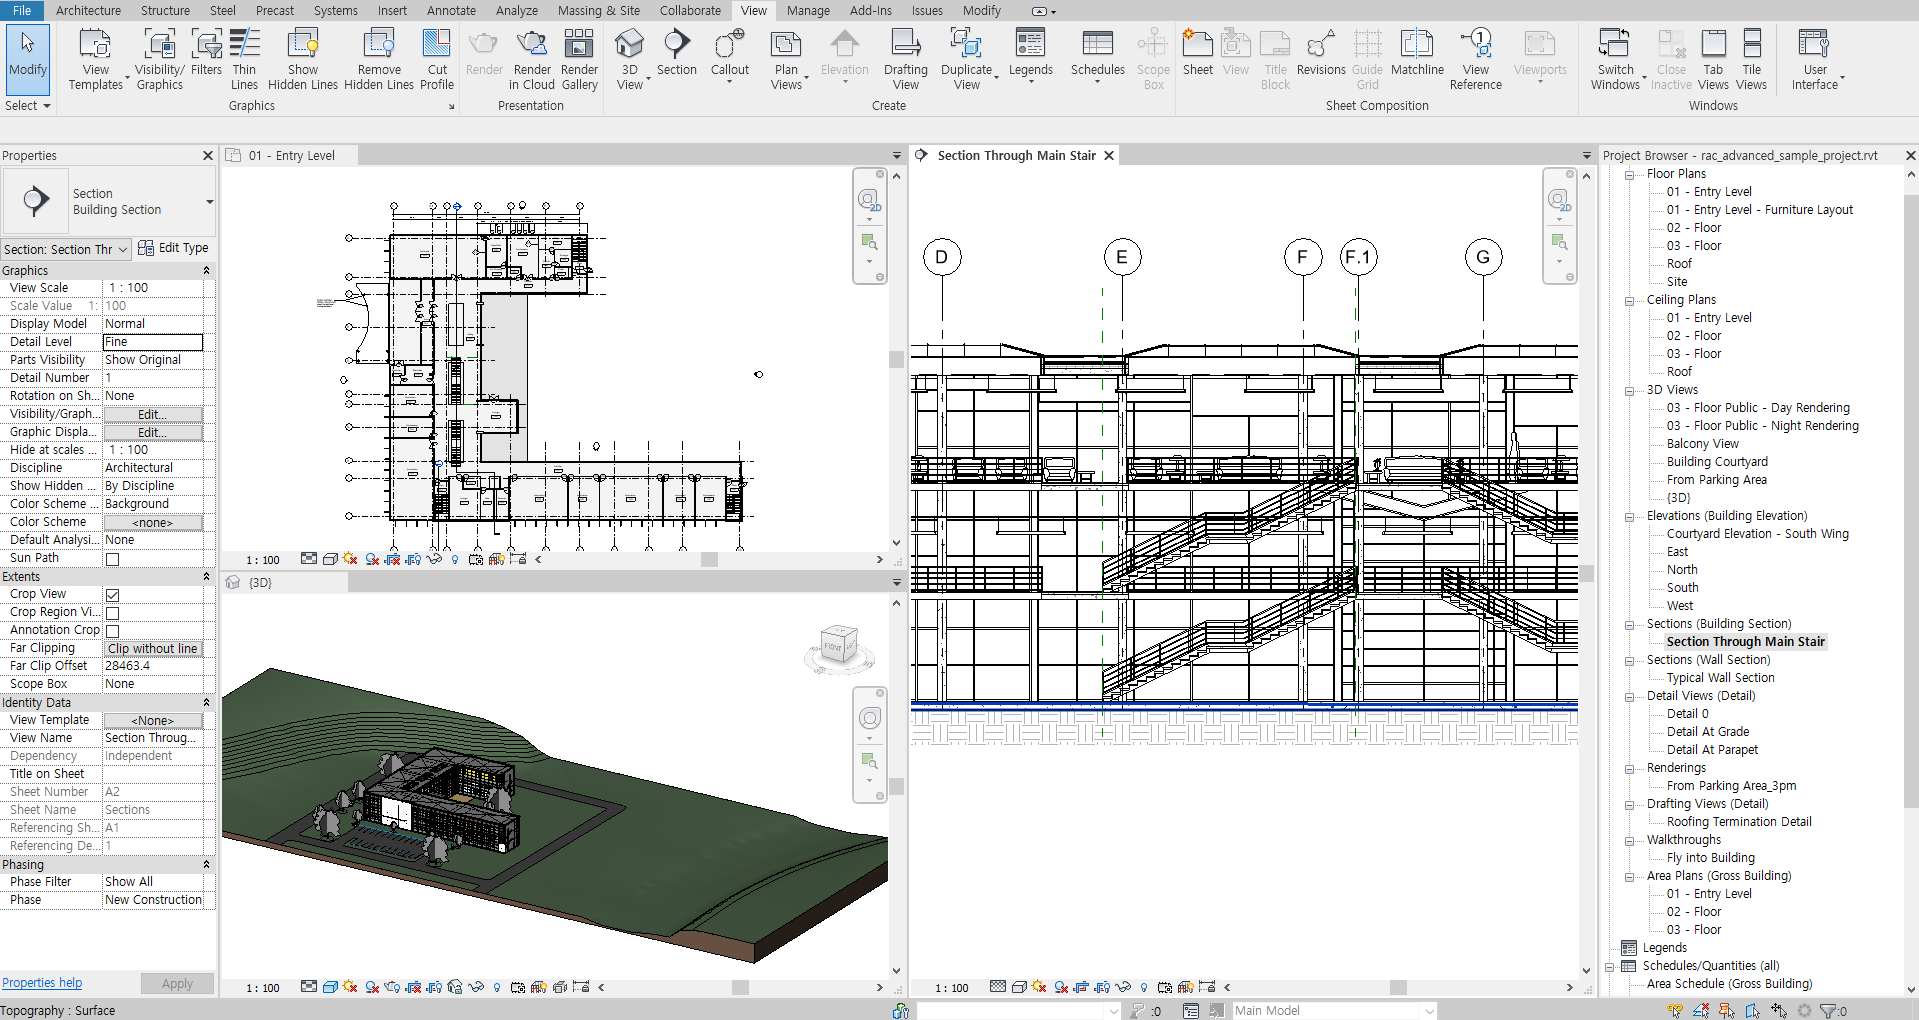 File Architecture Structure Steel Precast Systems Insert Annotate Analyze Massing & Site Collaborate View Manage Add-Ins Issues Modify
Modify
View Templates
Visibility/ Graphics
Filters
Thin Lines
Show Hidden Lines
Remove Hidden Lines
Cut Profile
Render
Render in Cloud
Render Gallery
3D View
Section
Callout
Plan Views
Elevation
Drafting View
Duplicate View
Legends
Schedules
Scope Box
Sheet
View
Title Block
Revisions
Guide Grid
Matchline
View Reference
Viewports
Switch Windows
Close Inactive
Tab Views
Tile Views
User Interface
Select Graphics Presentation Create Sheet Composition Windows
Properties
Section
Building Section
Section: Section Thr Edit Type
Graphics
View Scale 1 : 100
Scale Value 1: 100
Display Model Normal
Detail Level Fine
Parts Visibility Show Original
Detail Number 1
Rotation on Sh... None
Visibility/Graph... Edit...
Graphic Displa... Edit...
Hide at scales ... 1 : 100
Discipline Architectural
Show Hidden ... By Discipline
Color Scheme ... Background
Color Scheme <none>
Default Analysi... None
Sun Path
Extents
Crop View
Crop Region Vi...
Annotation Crop
Far Clipping Clip without line
Far Clip Offset 28463.4
Scope Box None
Identity Data
View Template <None>
View Name Section Throug...
Dependency Independent
Title on Sheet
Sheet Number A2
Sheet Name Sections
Referencing Sh... A1
Referencing De... 1
Phasing
Phase Filter Show All
Phase New Construction
Properties help Apply
01 - Entry Level
2D
1 : 100
{3D}
FRONT
1 : 100
Section Through Main Stair
2D
D E F F.1 G
1 : 100
Project Browser - rac_advanced_sample_project.rvt
Floor Plans
01 - Entry Level
01 - Entry Level - Furniture Layout
02 - Floor
03 - Floor
Roof
Site
Ceiling Plans
01 - Entry Level
02 - Floor
03 - Floor
Roof
3D Views
03 - Floor Public - Day Rendering
03 - Floor Public - Night Rendering
Balcony View
Building Courtyard
From Parking Area
{3D}
Elevations (Building Elevation)
Courtyard Elevation - South Wing
East
North
South
West
Sections (Building Section)
Section Through Main Stair
Sections (Wall Section)
Typical Wall Section
Detail Views (Detail)
Detail 0
Detail At Grade
Detail At Parapet
Renderings
From Parking Area_3pm
Drafting Views (Detail)
Roofing Termination Detail
Walkthroughs
Fly into Building
Area Plans (Gross Building)
01 - Entry Level
02 - Floor
03 - Floor
Legends
Schedules/Quantities (all)
Area Schedule (Gross Building)
Topography : Surface :0 Main Model :0